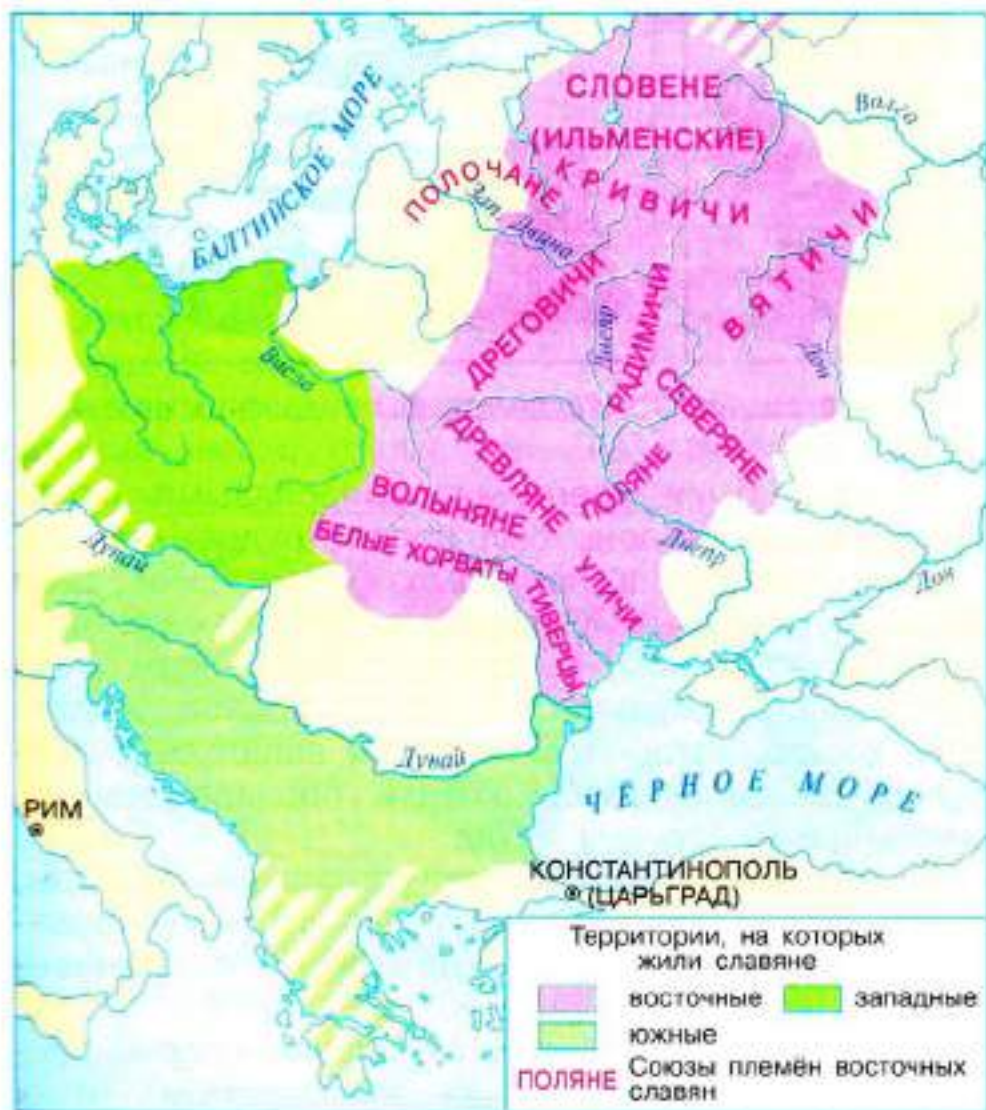 СЛОВЕНЕ
(ИЛЬМЕНСКИЕ)
Волга
БАЛТИЙСКОЕ МОРЕ
ПОЛОЧАНЕ
КРИВИЧИ
Зап. Двина
ВЯТИЧИ
ДРЕГОВИЧИ
Днепр
РАДИМИЧИ
Дон
Висла
СЕВЕРЯНЕ
ДРЕВЛЯНЕ
ПОЛЯНЕ
ВОЛЫНЯНЕ
БЕЛЫЕ ХОРВАТЫ
Дунай
Днепр
УЛИЧИ
ТИВЕРЦЫ
Дон
Дунай
ЧЁРНОЕ МОРЕ
РИМ
КОНСТАНТИНОПОЛЬ
(ЦАРЬГРАД)
Территории, на которых
жили славяне
восточные
западные
южные
ПОЛЯНЕ Союзы племён восточных
славян